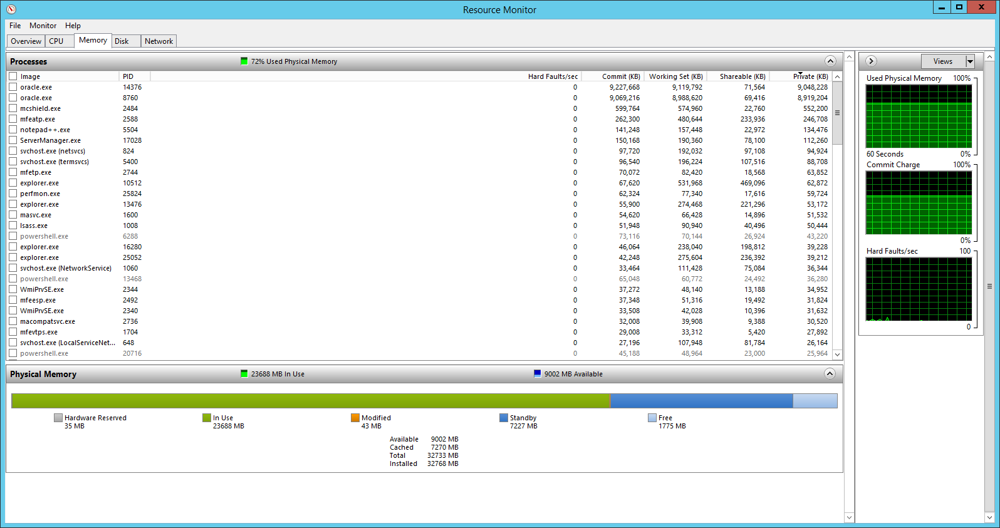 Resource Monitor
File Monitor Help
Overview CPU Memory Disk Network
Processes 72% Used Physical Memory
Image PID Hard Faults/sec Commit (KB) Working Set (KB) Shareable (KB) Private (KB)
oracle.exe 14376 0 9,227,668 9,119,792 71,564 9,048,228
oracle.exe 8760 0 9,069,216 8,988,620 69,416 8,919,204
mcshield.exe 2484 0 599,764 574,960 22,760 552,200
mfeatp.exe 2588 0 262,300 480,644 233,936 246,708
notepad++.exe 5504 0 141,248 157,448 22,972 134,476
ServerManager.exe 17028 0 150,168 190,360 78,100 112,260
svchost.exe (netsvcs) 824 0 97,720 192,032 97,108 94,924
svchost.exe (termsvcs) 5400 0 96,540 196,224 107,516 88,708
mfetp.exe 2744 0 70,072 82,420 18,568 63,852
explorer.exe 10512 0 67,620 531,968 469,096 62,872
perfmon.exe 25824 0 62,324 77,340 17,616 59,724
explorer.exe 13476 0 55,900 274,468 221,296 53,172
masvc.exe 1600 0 54,620 66,428 14,896 51,532
lsass.exe 1008 0 51,948 90,940 40,496 50,444
powershell.exe 6288 0 73,116 70,144 26,924 43,220
explorer.exe 16280 0 46,064 238,040 198,812 39,228
explorer.exe 25052 0 42,248 275,604 236,392 39,212
svchost.exe (NetworkService) 1060 0 33,464 111,428 75,084 36,344
powershell.exe 13468 0 65,048 60,772 24,492 36,280
WmiPrvSE.exe 2344 0 37,272 48,140 13,188 34,952
mfeesp.exe 2492 0 37,348 51,316 19,492 31,824
WmiPrvSE.exe 2340 0 33,508 42,028 10,396 31,632
macompatsvc.exe 2736 0 32,008 39,908 9,388 30,520
mfevtps.exe 1704 0 29,008 33,312 5,420 27,892
svchost.exe (LocalServiceNet... 648 0 27,196 107,948 81,784 26,164
powershell.exe 20716 0 45,188 48,964 23,000 25,964
Physical Memory 23688 MB In Use 9002 MB Available
Hardware Reserved In Use Modified Standby Free
35 MB 23688 MB 43 MB 7227 MB 1775 MB
Available 9002 MB
Cached 7270 MB
Total 32733 MB
Installed 32768 MB
Views
Used Physical Memory 100%
60 Seconds 0%
Commit Charge 100%
0%
Hard Faults/sec 100
0